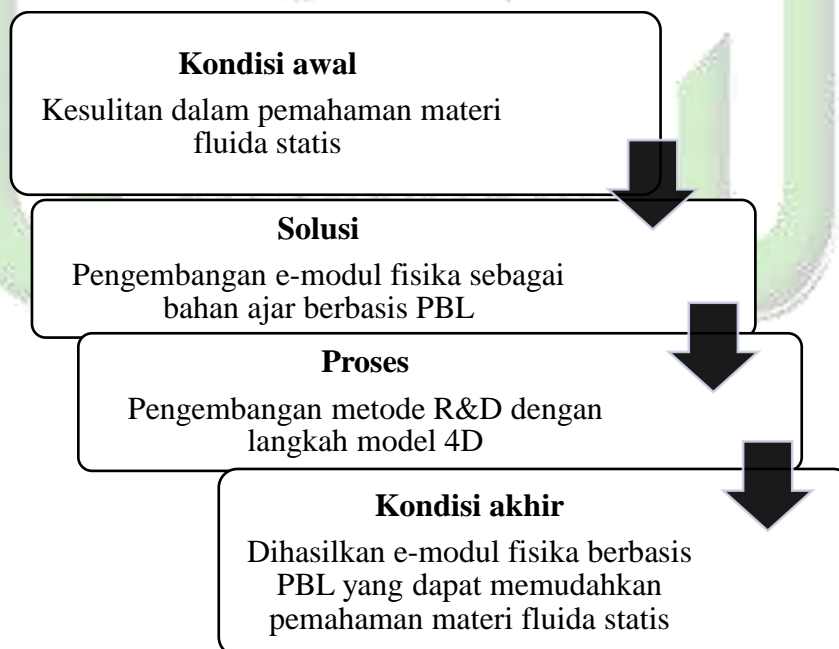 Kondisi awal
Kesulitan dalam pemahaman materi
fluida statis
Solusi
Pengembangan e-modul fisika sebagai
bahan ajar berbasis PBL
Proses
Pengembangan metode R&D dengan
langkah model 4D
Kondisi akhir
Dihasilkan e-modul fisika berbasis
PBL yang dapat memudahkan
pemahaman materi fluida statis